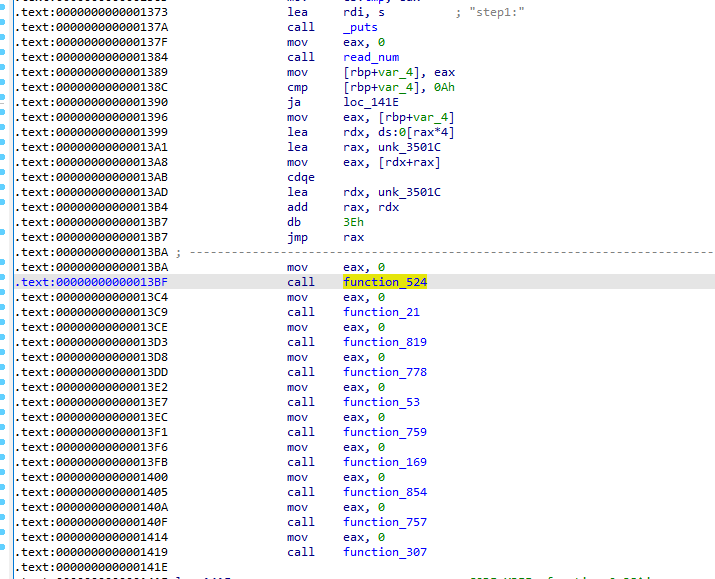 .text:0000000000001373 lea rdi, s ; "step1:"
.text:000000000000137A call _puts
.text:000000000000137F mov eax, 0
.text:0000000000001384 call read_num
.text:0000000000001389 mov [rbp+var_4], eax
.text:000000000000138C cmp [rbp+var_4], 0Ah
.text:0000000000001390 ja loc_141E
.text:0000000000001396 mov eax, [rbp+var_4]
.text:0000000000001399 lea rdx, ds:0[rax*4]
.text:00000000000013A1 lea rax, unk_3501C
.text:00000000000013A8 mov eax, [rdx+rax]
.text:00000000000013AB cdqe
.text:00000000000013AD lea rdx, unk_3501C
.text:00000000000013B4 add rax, rdx
.text:00000000000013B7 db 3Eh
.text:00000000000013B7 jmp rax
.text:00000000000013BA ; ---------------------------------------------------------------------------
.text:00000000000013BA mov eax, 0
.text:00000000000013BF call function_524
.text:00000000000013C4 mov eax, 0
.text:00000000000013C9 call function_21
.text:00000000000013CE mov eax, 0
.text:00000000000013D3 call function_819
.text:00000000000013D8 mov eax, 0
.text:00000000000013DD call function_778
.text:00000000000013E2 mov eax, 0
.text:00000000000013E7 call function_53
.text:00000000000013EC mov eax, 0
.text:00000000000013F1 call function_759
.text:00000000000013F6 mov eax, 0
.text:00000000000013FB call function_169
.text:0000000000001400 mov eax, 0
.text:0000000000001405 call function_854
.text:000000000000140A mov eax, 0
.text:000000000000140F call function_757
.text:0000000000001414 mov eax, 0
.text:0000000000001419 call function_307
.text:000000000000141E